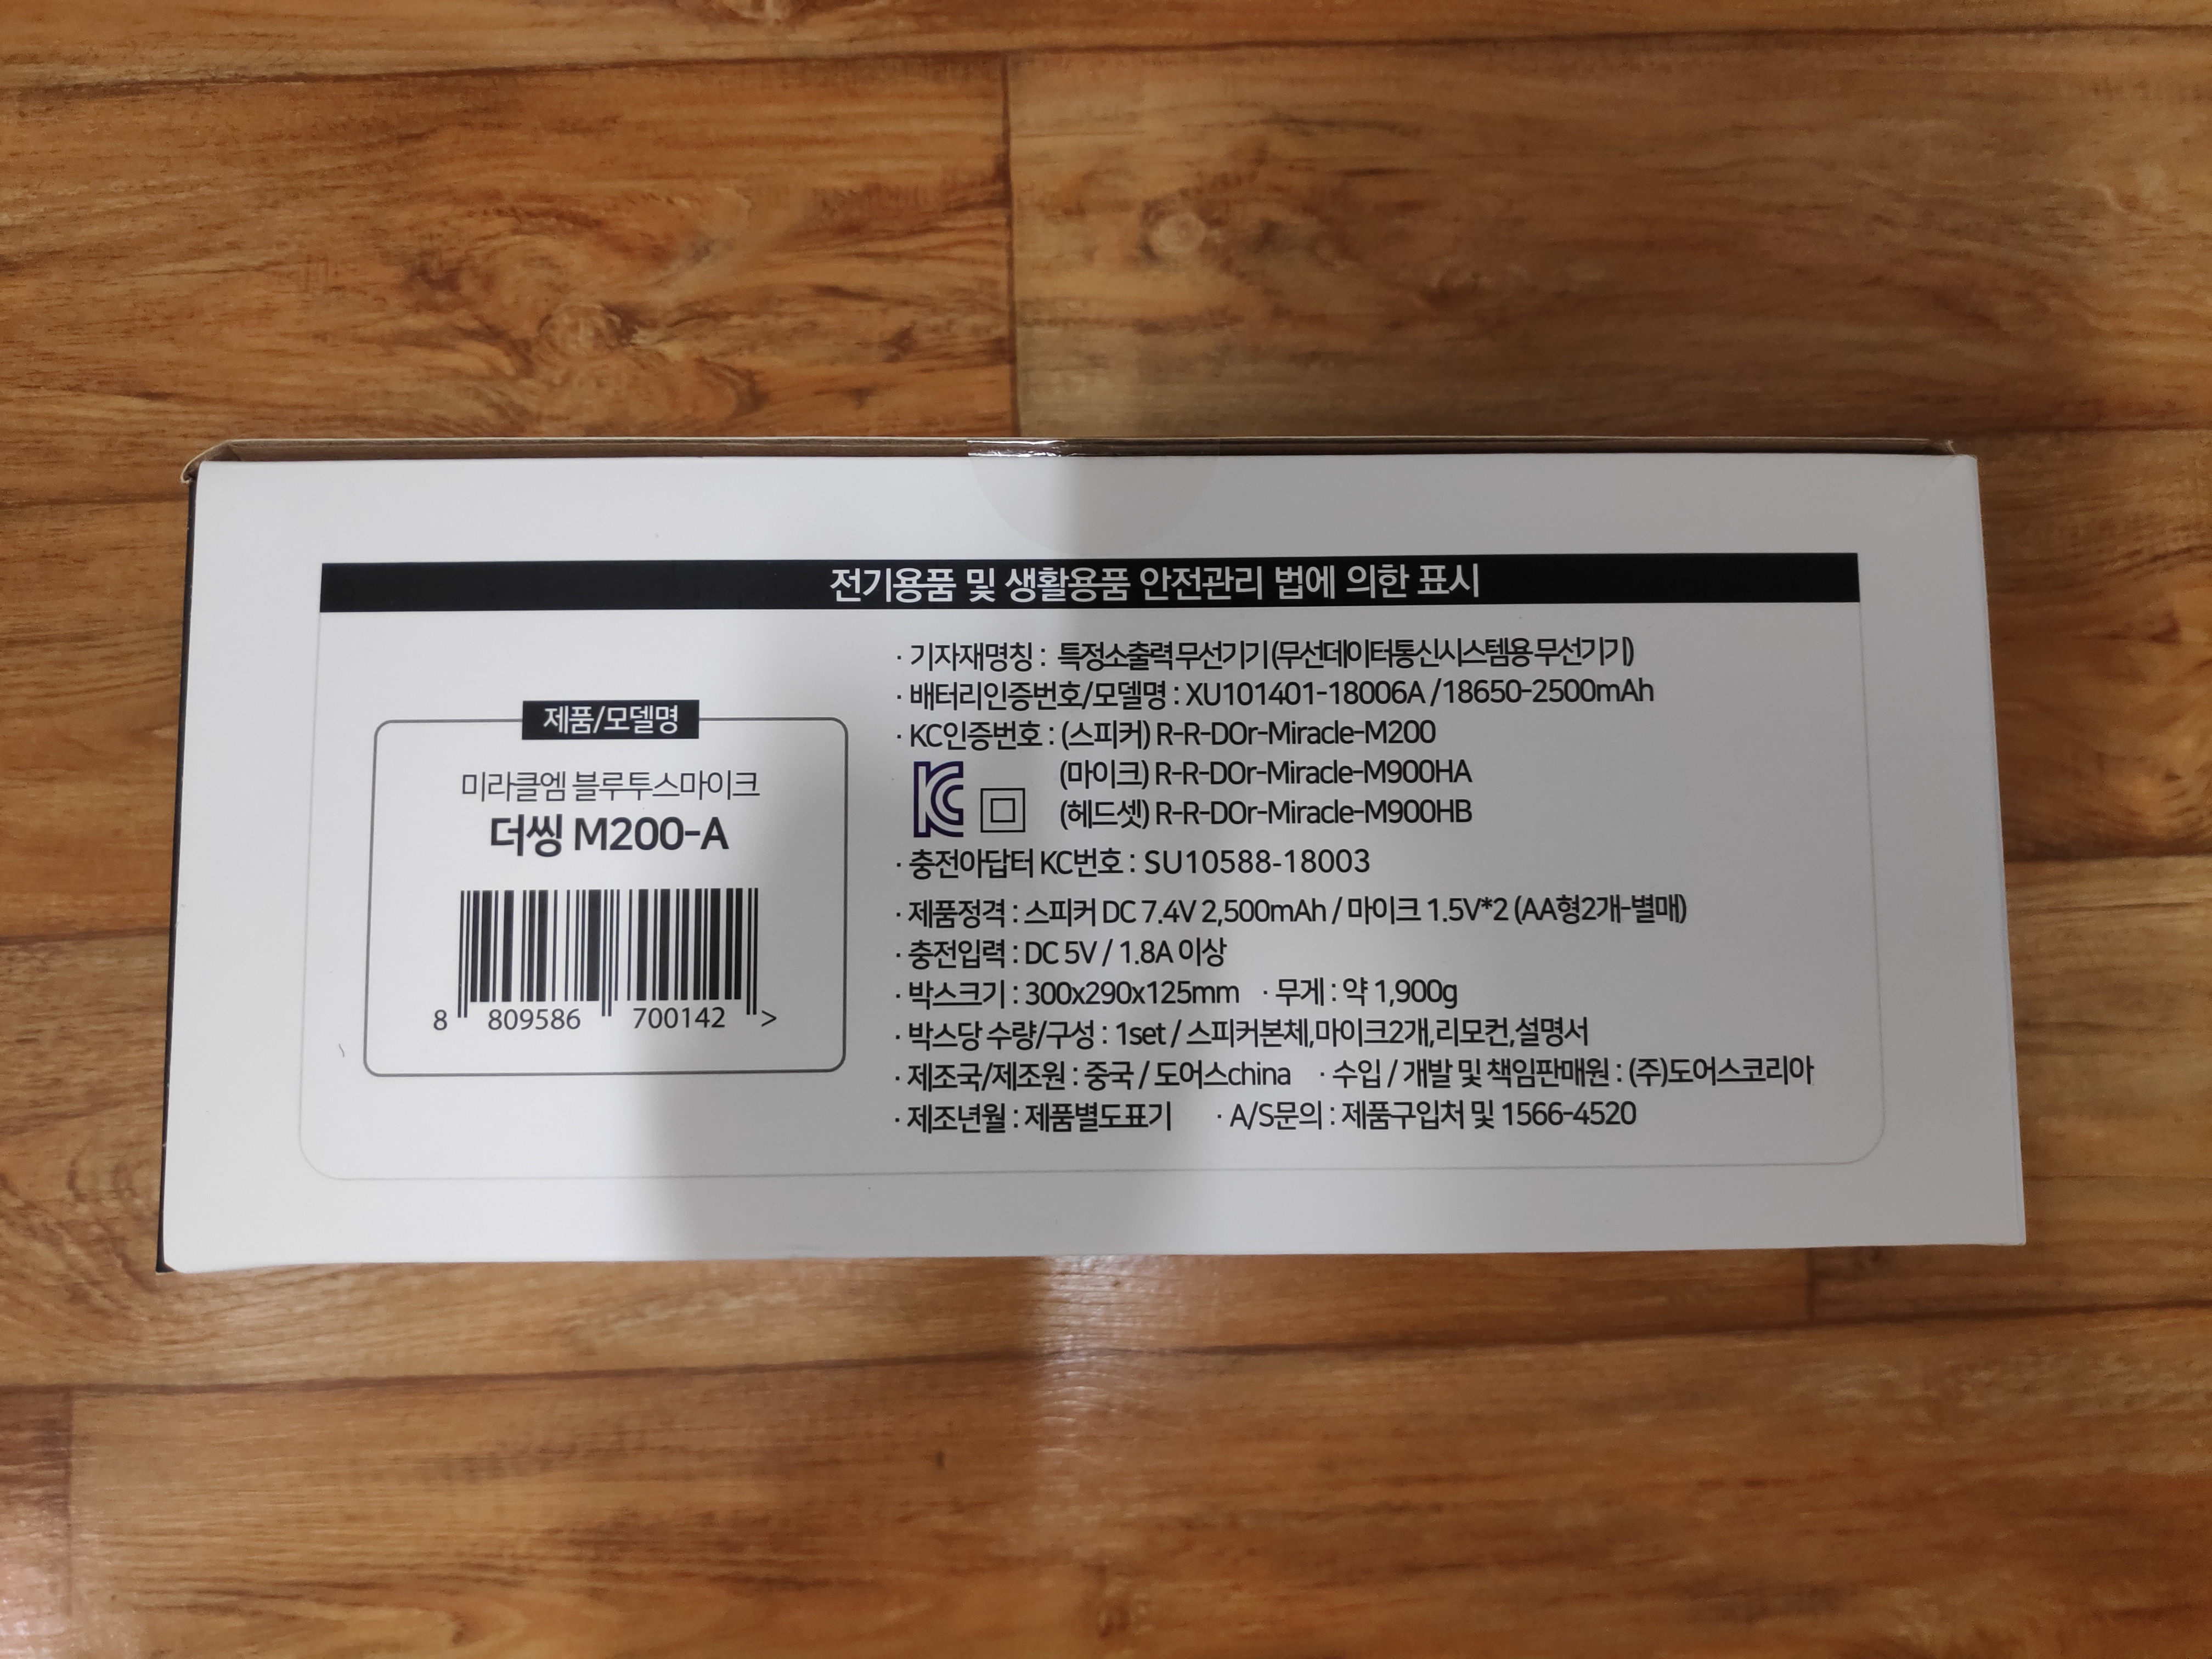 전기용품 및 생활용품 안전관리 법에 의한 표시
제품/모델명
미라클엠 블루투스마이크
더씽 M200-A
8 809586 700142 >
· 기자재명칭 : 특정소출력 무선기기 (무선데이터통신시스템용 무선기기)
· 배터리인증번호/모델명 : XU101401-18006A /18650-2500mAh
· KC인증번호 : (스피커) R-R-DOr-Miracle-M200
(마이크) R-R-DOr-Miracle-M900HA
(헤드셋) R-R-DOr-Miracle-M900HB
· 충전아답터 KC번호 : SU10588-18003
· 제품정격 : 스피커 DC 7.4V 2,500mAh / 마이크 1.5V*2 (AA형2개-별매)
· 충전입력 : DC 5V / 1.8A 이상
· 박스크기 : 300x290x125mm · 무게 : 약 1,900g
· 박스당 수량/구성 : 1set / 스피커본체,마이크2개,리모컨,설명서
· 제조국/제조원 : 중국 / 도어스china · 수입 / 개발 및 책임판매원 : (주)도어스코리아
· 제조년월 : 제품별도표기 · A/S문의 : 제품구입처 및 1566-4520